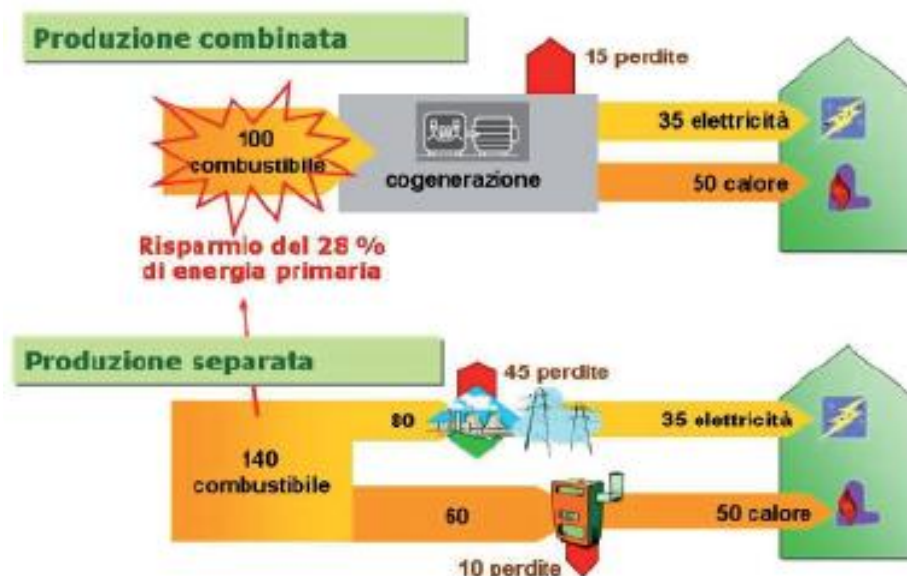 Produzione combinata
15 perdite
100
combustibile
cogenerazione
35 elettricità
50 calore
Risparmio del 28 %
di energia primaria
Produzione separata
45 perdite
80
35 elettricità
140
combustibile
60
50 calore
10 perdite